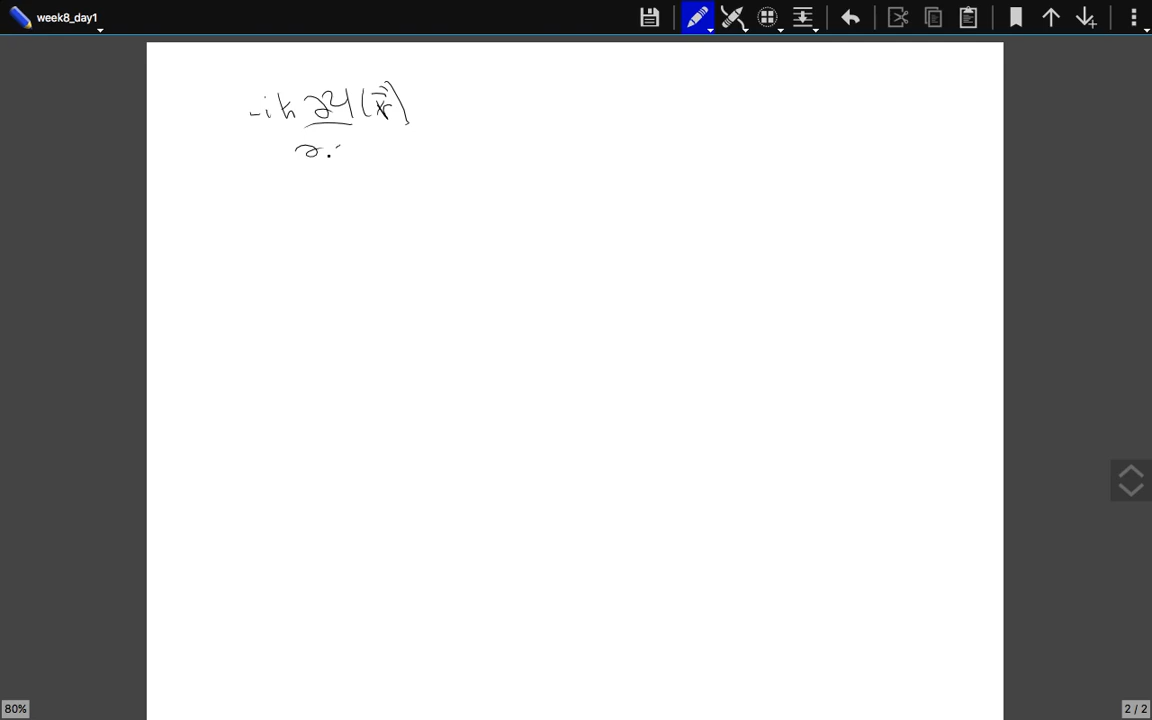 week8_day1
-iħ ∂Ψ(r⃗)
∂
80%
2 / 2